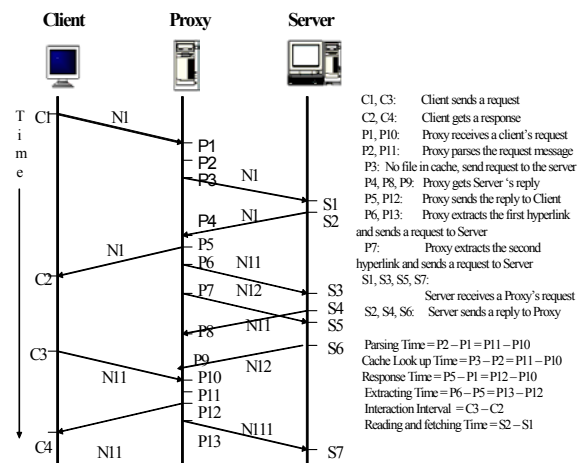 Client Proxy Server
T
i
m
e
C1
N1
P1
P2
P3
N1
S1
N1
S2
P4
N1
P5
C2
P6
N11
P7
N12
S3
S4
N11
P8
S5
C3
P9
N12
S6
N11
P10
P11
P12
N111
C4
P13
N11
S7
C1, C3: Client sends a request
C2, C4: Client gets a response
P1, P10: Proxy receives a client's request
P2, P11: Proxy parses the request message
P3: No file in cache, send request to the server
P4, P8, P9: Proxy gets Server 's reply
P5, P12: Proxy sends the reply to Client
P6, P13: Proxy extracts the first hyperlink
and sends a request to Server
P7: Proxy extracts the second
hyperlink and sends a request to Server
S1, S3, S5, S7:
Server receives a Proxy's request
S2, S4, S6: Server sends a reply to Proxy
Parsing Time = P2 – P1 = P11 – P10
Cache Look up Time = P3 – P2 = P11 – P10
Response Time = P5 – P1 = P12 – P10
Extracting Time = P6 – P5 = P13 – P12
Interaction Interval = C3 – C2
Reading and fetching Time = S2 – S1